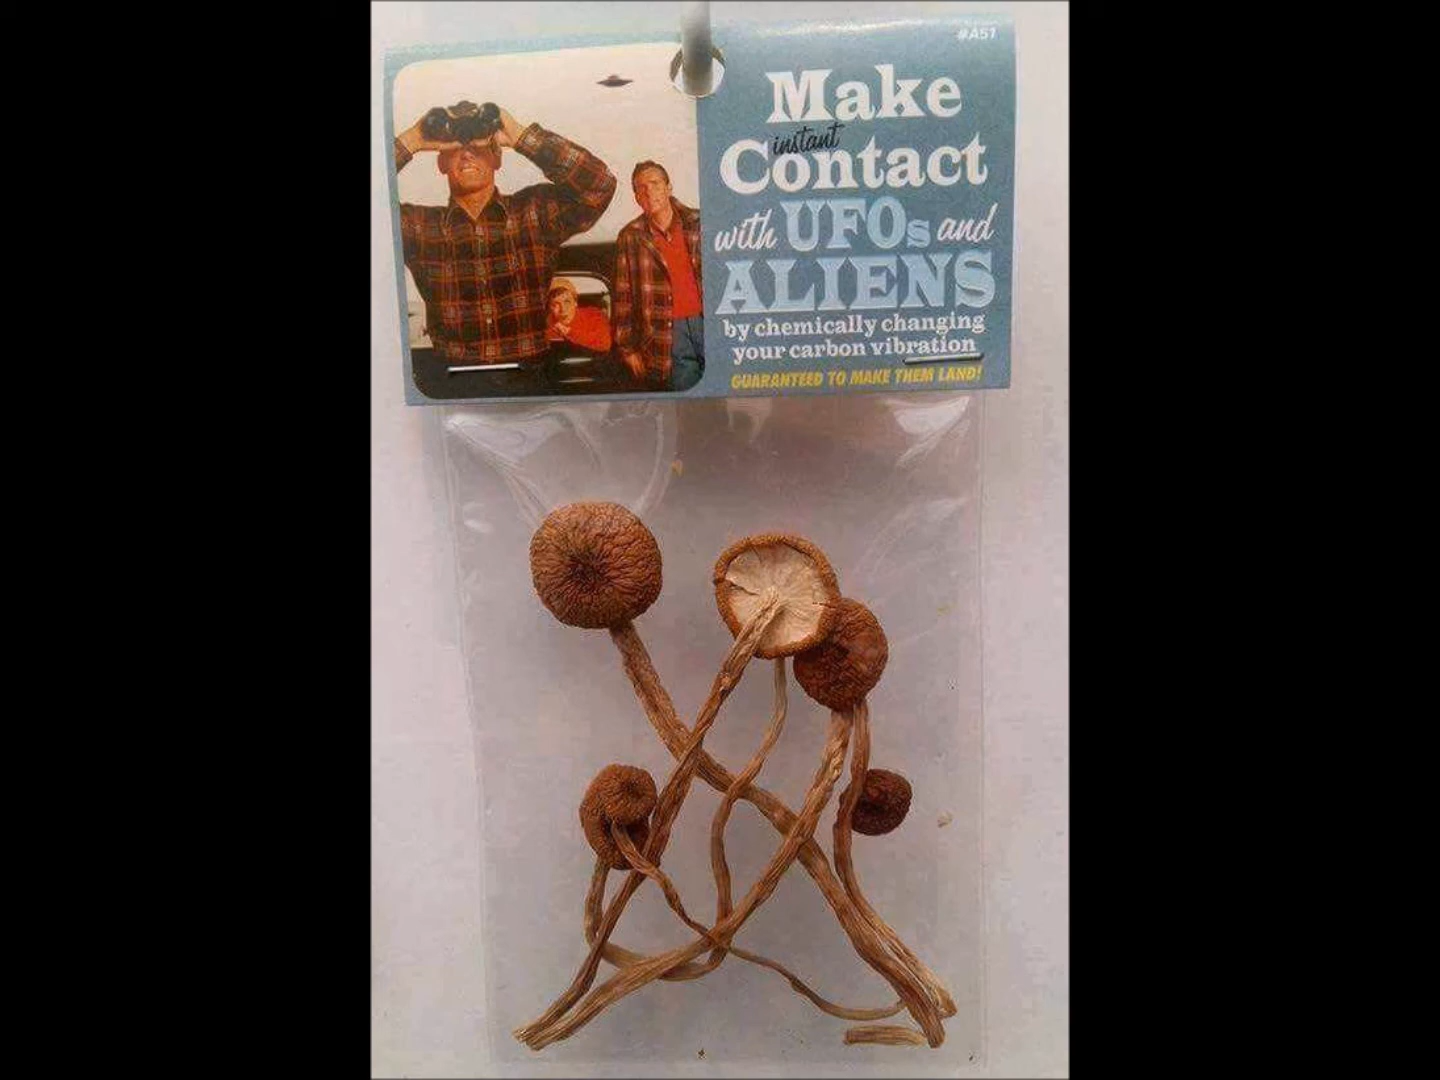 #A51
Make
instant
Contact
with UFOs and
ALIENS
by chemically changing
your carbon vibration
GUARANTEED TO MAKE THEM LAND!